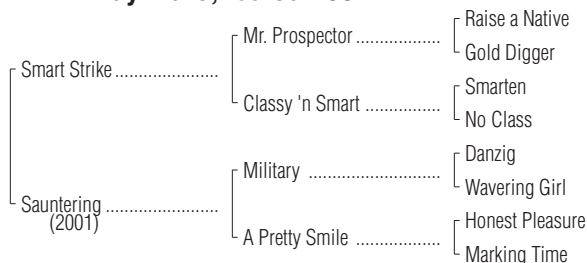 Raise a Native
Mr. Prospector ..................
Gold Digger
Smart Strike ......................
Smarten
Classy 'n Smart ................
No Class
Danzig
Military .......................
Wavering Girl
Sauntering ........................
(2001)
Honest Pleasure
A Pretty Smile ...................
Marking Time